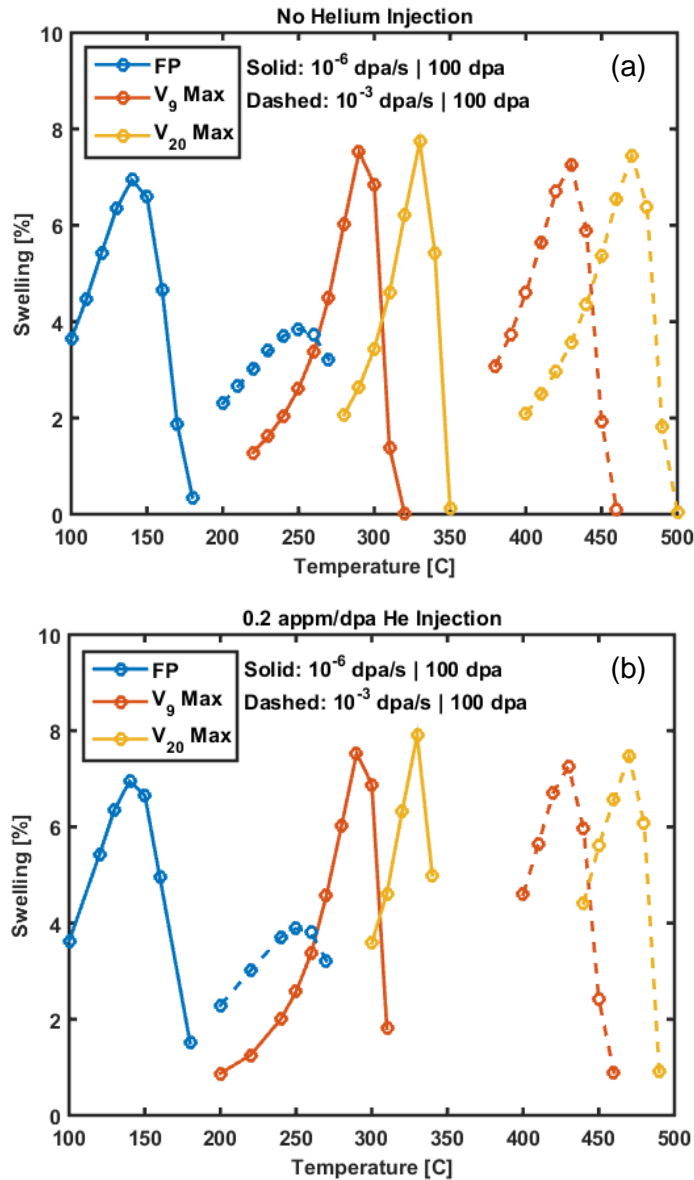 No Helium Injection
(a)
FP
V9 Max
V20 Max
Solid: 10^-6 dpa/s | 100 dpa
Dashed: 10^-3 dpa/s | 100 dpa
Swelling [%]
10
8
6
4
2
0
100 150 200 250 300 350 400 450 500
Temperature [C]
0.2 appm/dpa He Injection
(b)
FP
V9 Max
V20 Max
Solid: 10^-6 dpa/s | 100 dpa
Dashed: 10^-3 dpa/s | 100 dpa
Swelling [%]
10
8
6
4
2
0
100 150 200 250 300 350 400 450 500
Temperature [C]